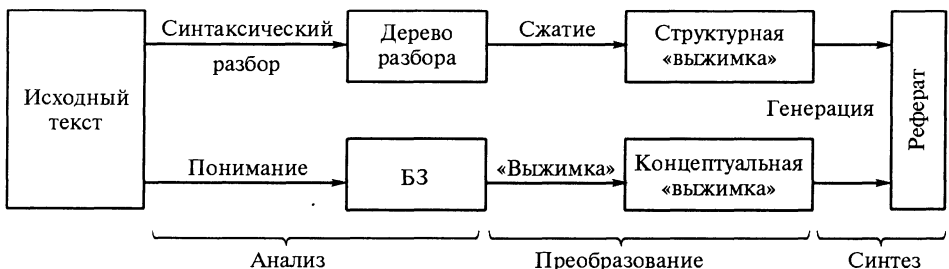 Исходный
текст
Синтаксический
разбор
Дерево
разбора
Сжатие
Структурная
«выжимка»
Генерация
Реферат
Понимание
БЗ
«Выжимка»
Концептуальная
«выжимка»
Анализ
Преобразование
Синтез